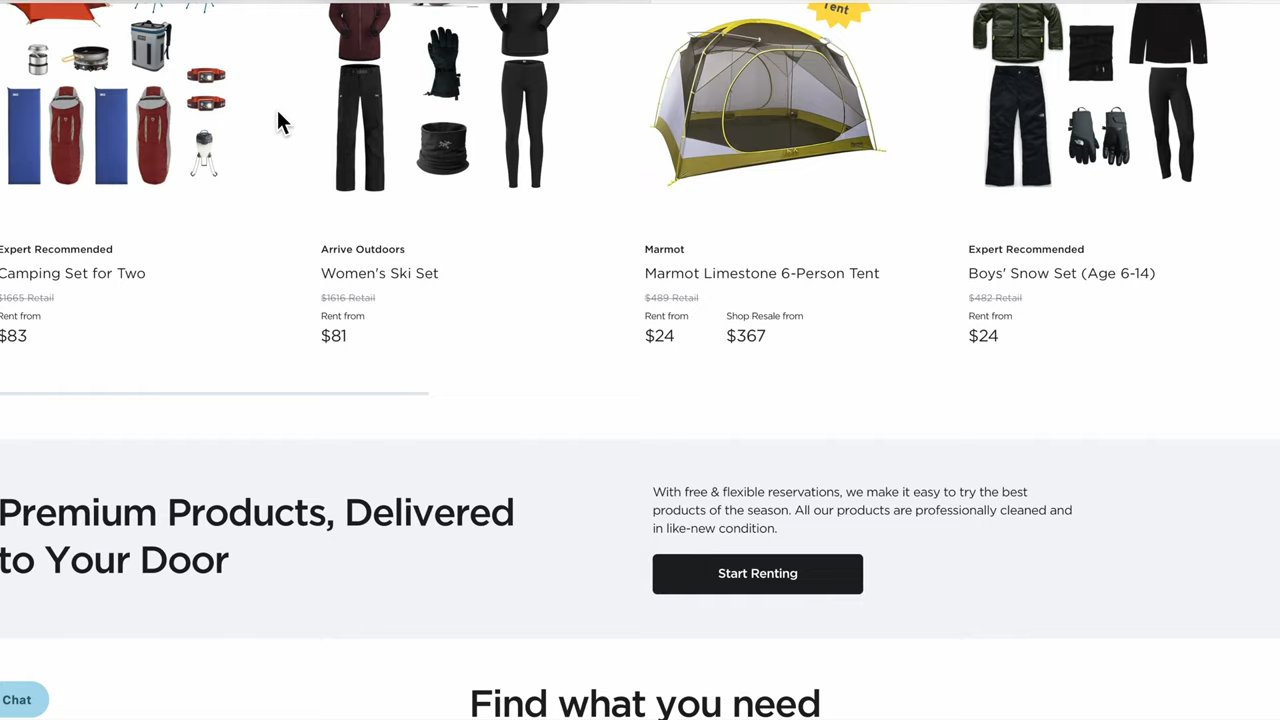 Tent
Expert Recommended
Camping Set for Two
$1665 Retail
Rent from
$83
Arrive Outdoors
Women's Ski Set
$1616 Retail
Rent from
$81
Marmot
Marmot Limestone 6-Person Tent
$489 Retail
Rent from Shop Resale from
$24 $367
Expert Recommended
Boys' Snow Set (Age 6-14)
$482 Retail
Rent from
$24
Premium Products, Delivered
to Your Door
With free & flexible reservations, we make it easy to try the best
products of the season. All our products are professionally cleaned and
in like-new condition.
Start Renting
Chat
Find what you need